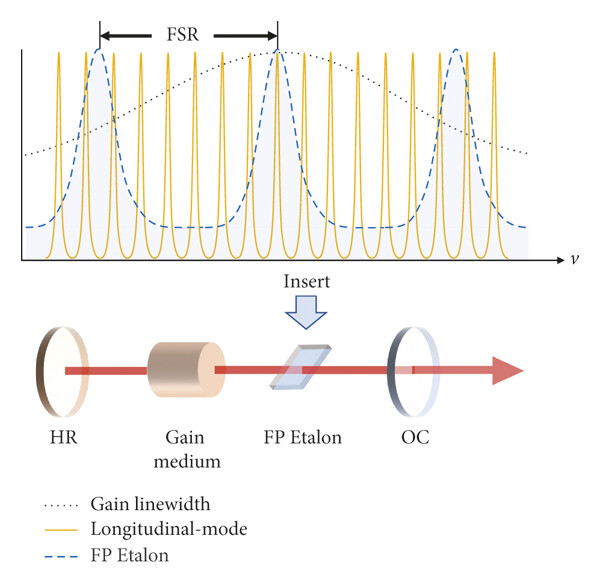 FSR
ν
Insert
HR
Gain
medium
FP Etalon
OC
Gain linewidth
Longitudinal-mode
FP Etalon